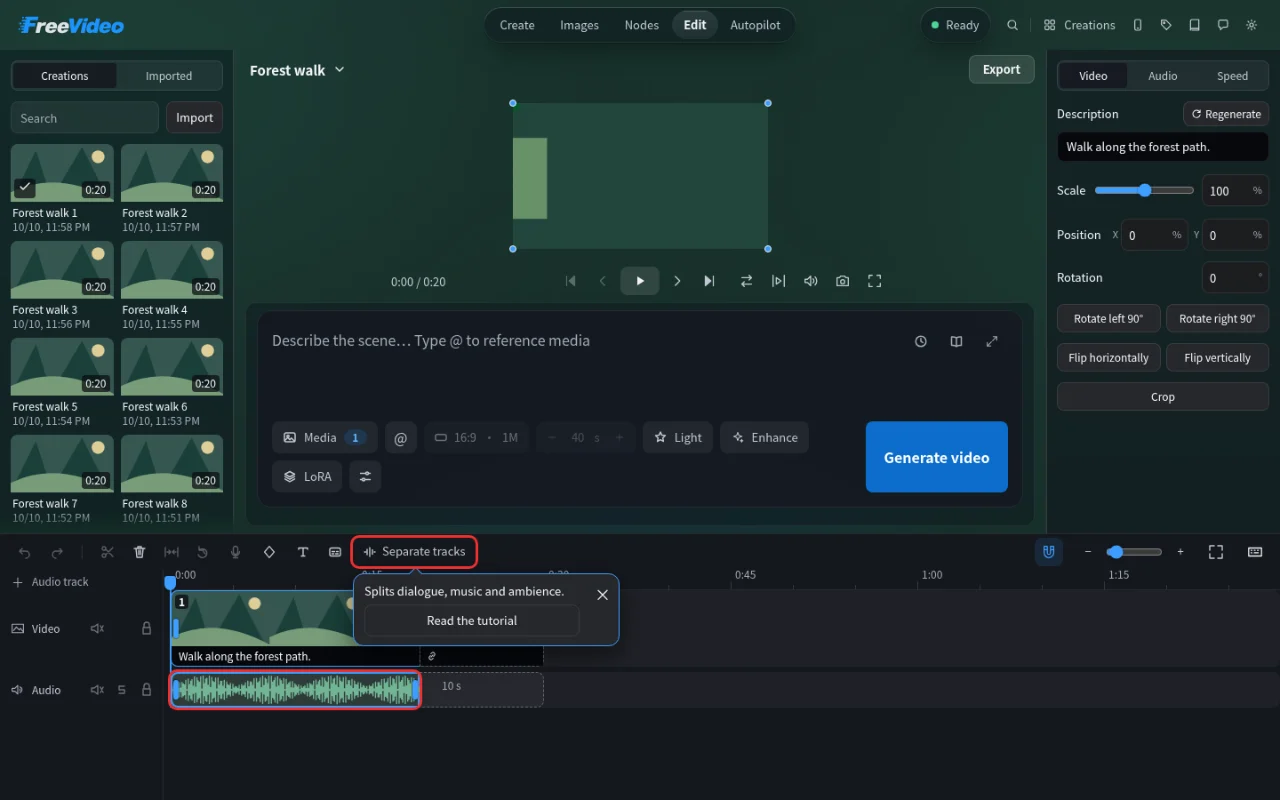 FreeVideo
Create
Images
Nodes
Edit
Autopilot
Ready
Creations
Creations
Imported
Search
Import
0:20
0:20
Forest walk 1
Forest walk 2
10/10, 11:58 PM
10/10, 11:57 PM
0:20
0:20
Forest walk 3
Forest walk 4
10/10, 11:56 PM
10/10, 11:55 PM
0:20
0:20
Forest walk 5
Forest walk 6
10/10, 11:54 PM
10/10, 11:53 PM
0:20
0:20
Forest walk 7
Forest walk 8
10/10, 11:52 PM
10/10, 11:51 PM
Forest walk
Export
0:00 / 0:20
Describe the scene… Type @ to reference media
Media 1
@
16:9 · 1M
− 40 s +
Light
Enhance
LoRA
Generate video
Video
Audio
Speed
Description
Regenerate
Walk along the forest path.
Scale
100 %
Position X 0 % Y 0 %
Rotation
0 °
Rotate left 90°
Rotate right 90°
Flip horizontally
Flip vertically
Crop
Separate tracks
+ Audio track
0:00
0:15
0:45
1:00
1:15
Splits dialogue, music and ambience.
Read the tutorial
1
Video
Walk along the forest path.
Audio
S
10 s